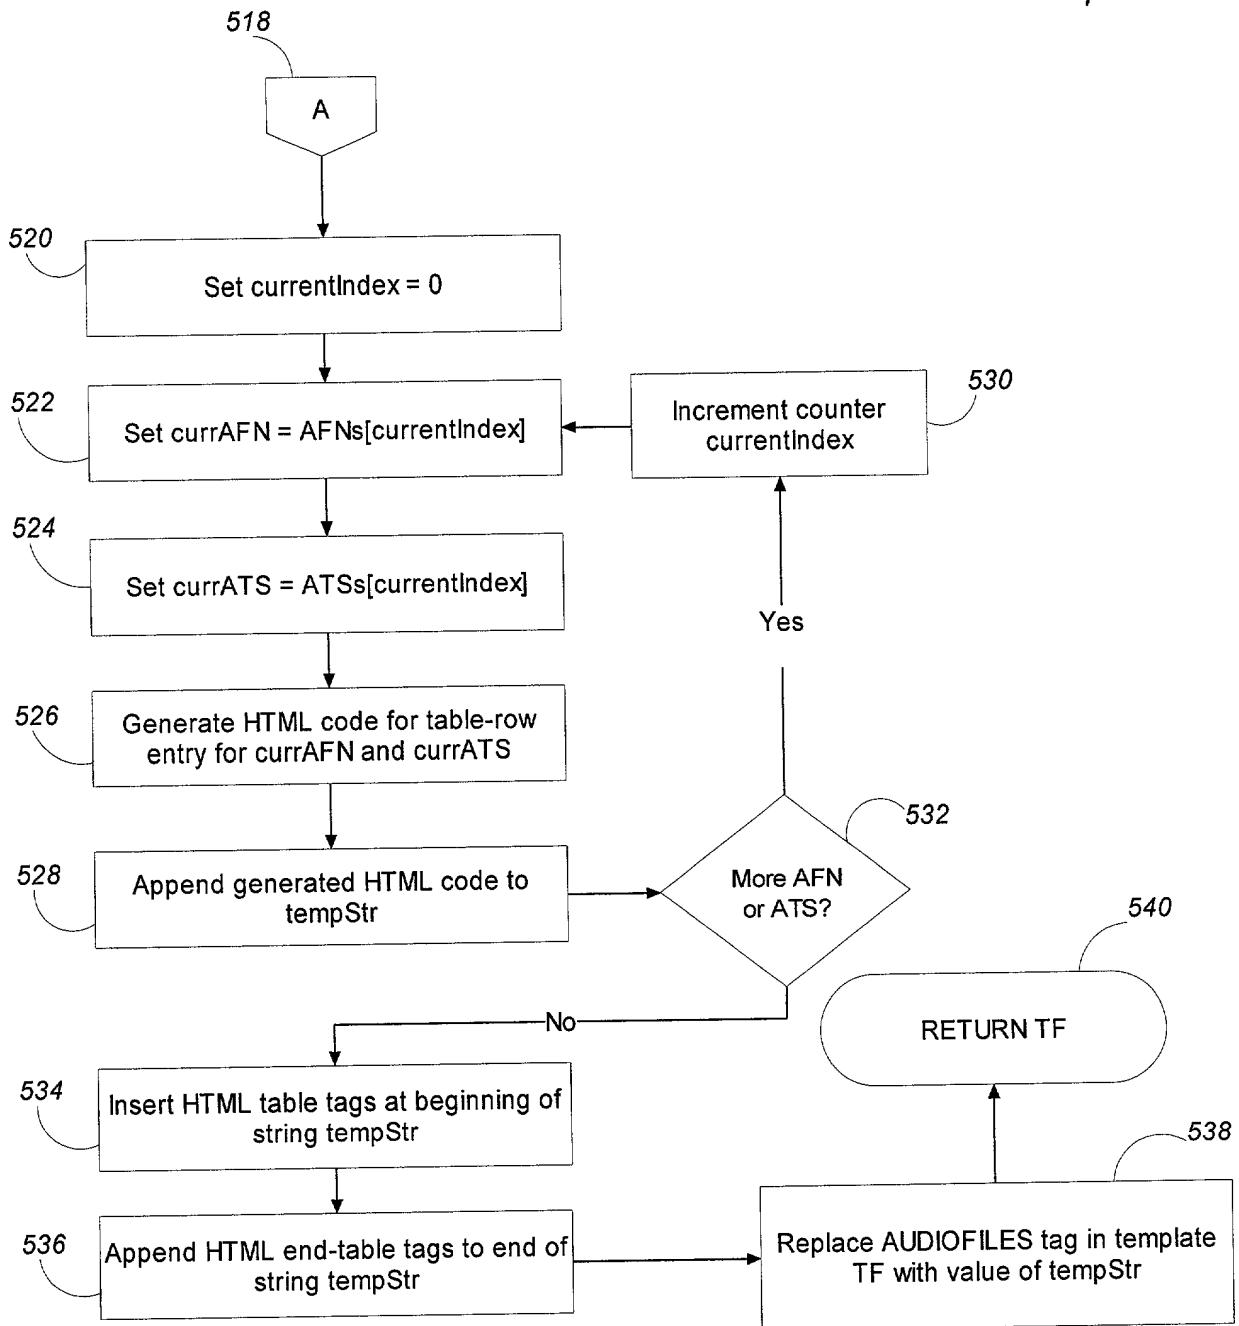 518
A
520
Set currentIndex = 0
522
Set currAFN = AFNs[currentIndex]
530
Increment counter
currentIndex
524
Set currATS = ATSs[currentIndex]
Yes
526
Generate HTML code for table-row
entry for currAFN and currATS
532
528
Append generated HTML code to
tempStr
More AFN
or ATS?
540
No
RETURN TF
534
Insert HTML table tags at beginning of
string tempStr
538
536
Append HTML end-table tags to end of
string tempStr
Replace AUDIOFILES tag in template
TF with value of tempStr